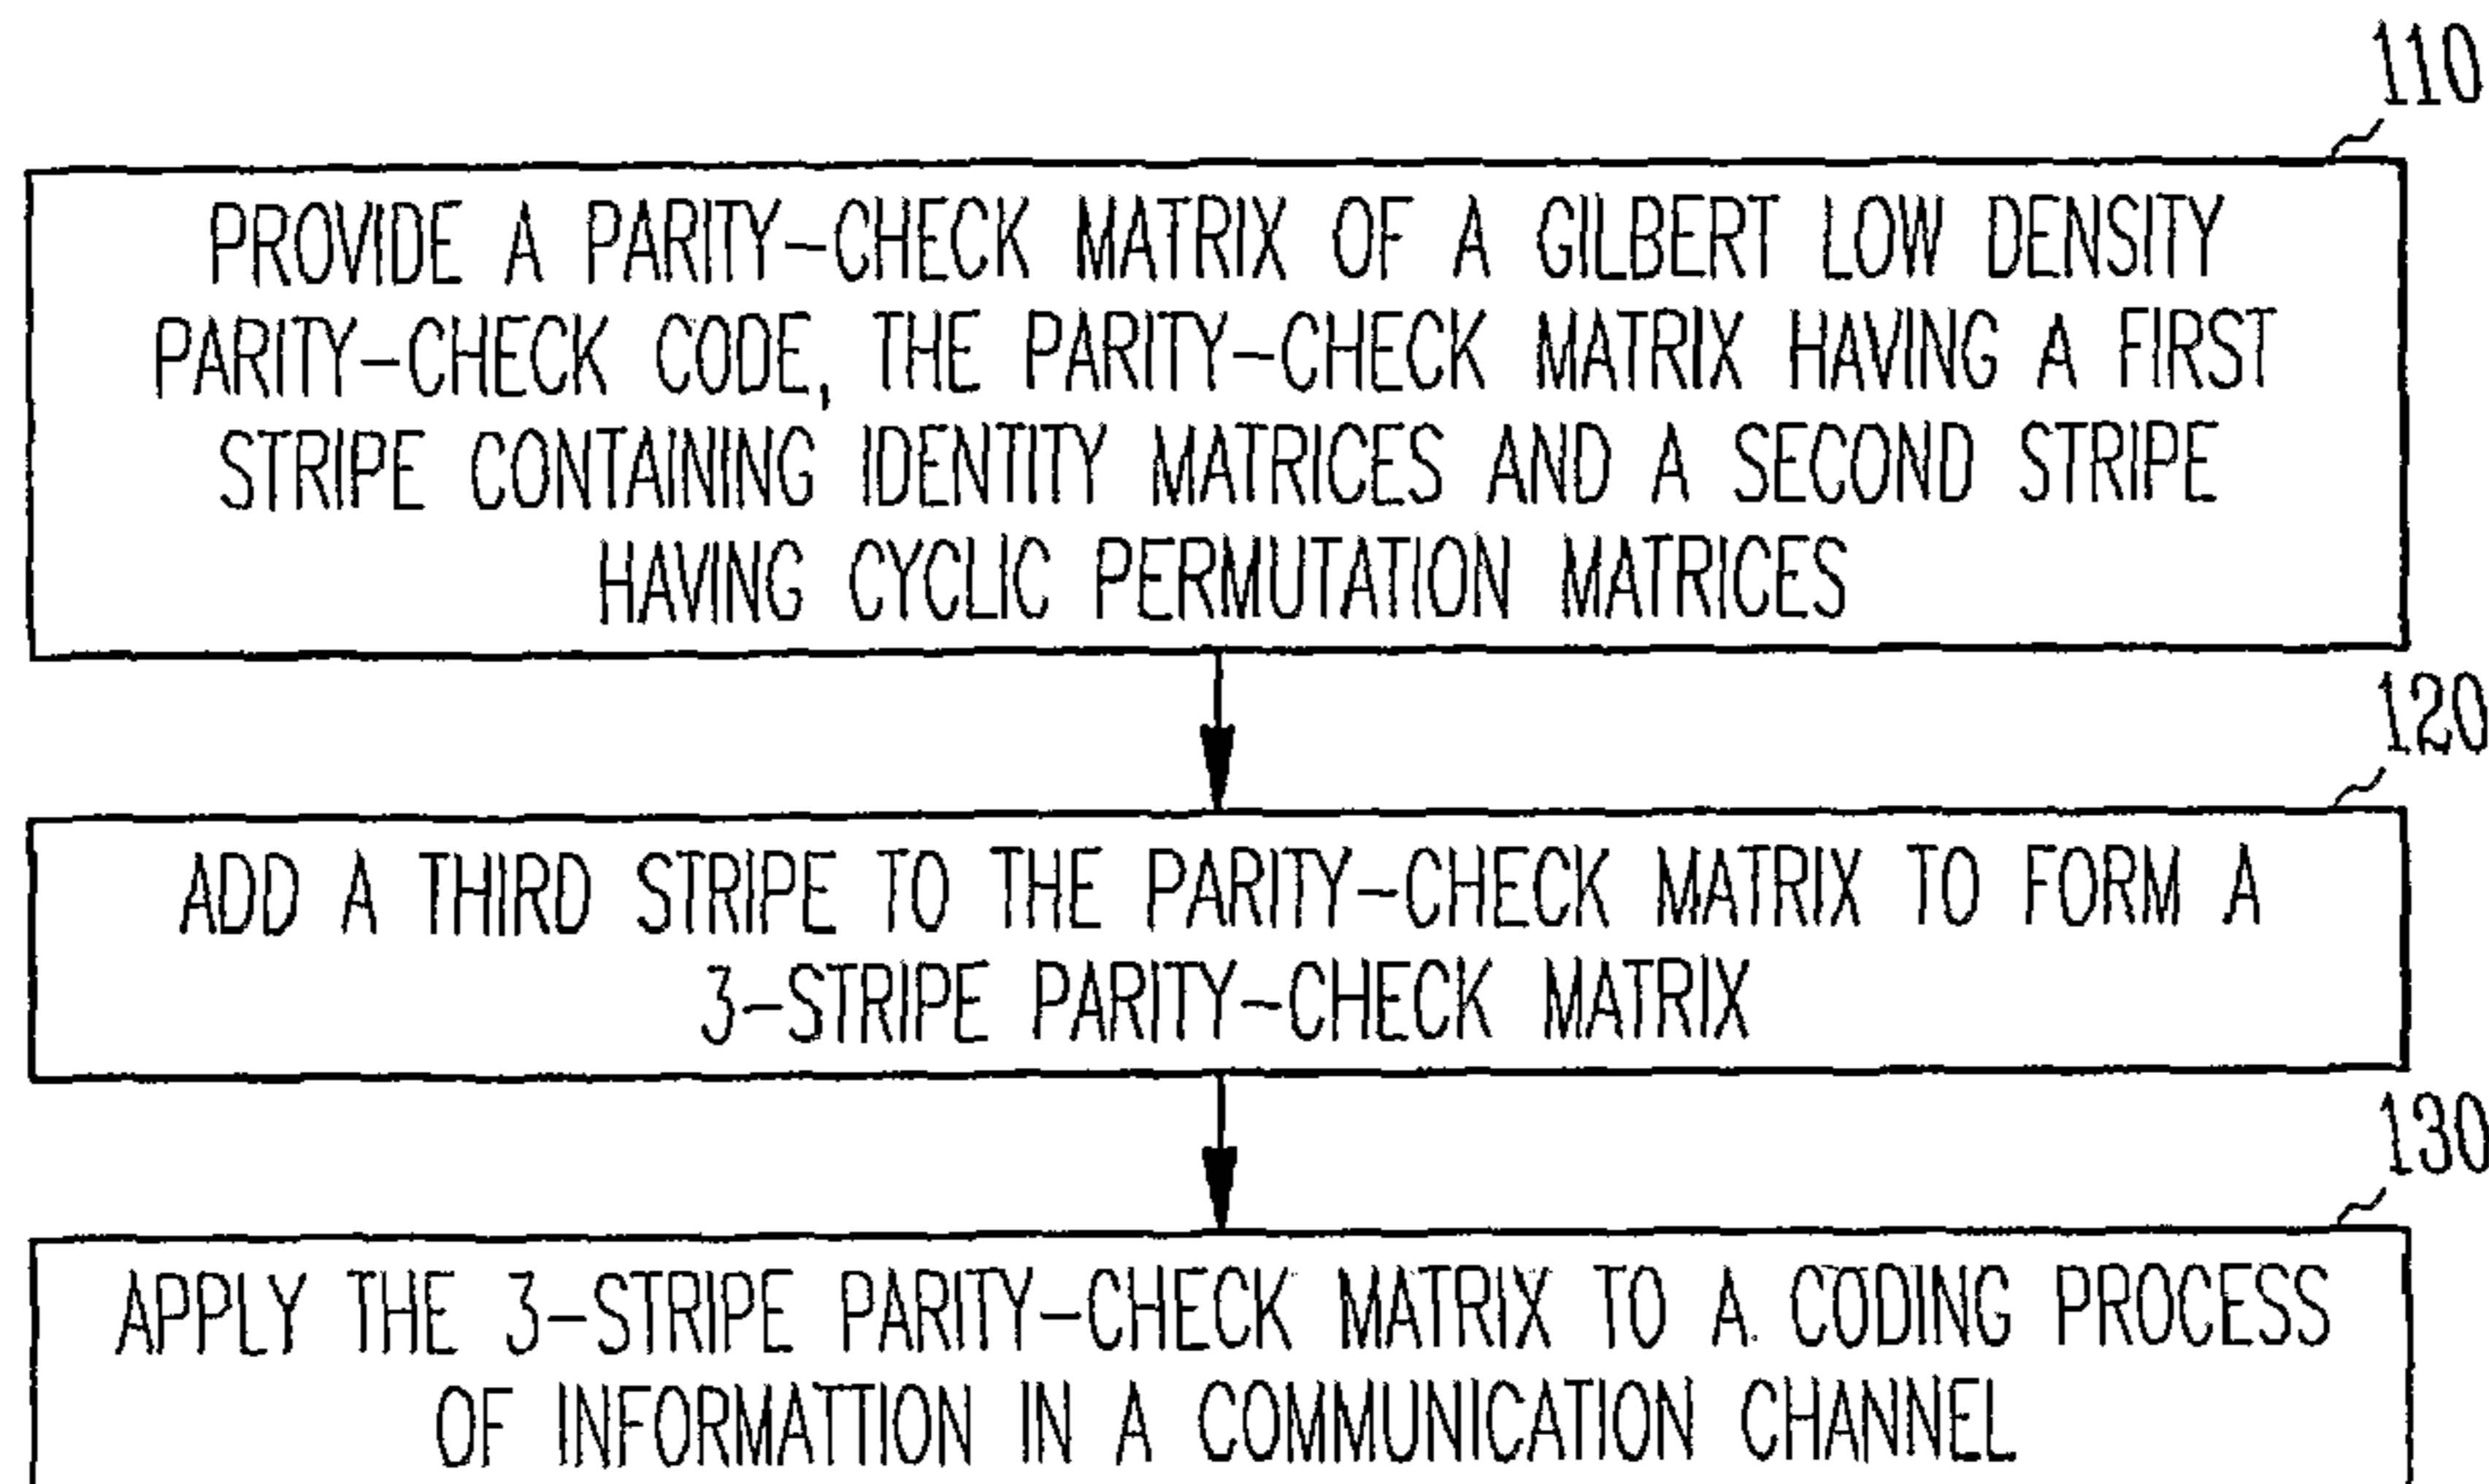 110
PROVIDE A PARITY-CHECK MATRIX OF A GILBERT LOW DENSITY
PARITY-CHECK CODE, THE PARITY-CHECK MATRIX HAVING A FIRST
STRIPE CONTAINING IDENTITY MATRICES AND A SECOND STRIPE
HAVING CYCLIC PERMUTATION MATRICES
120
ADD A THIRD STRIPE TO THE PARITY-CHECK MATRIX TO FORM A
3-STRIPE PARITY-CHECK MATRIX
130
APPLY THE 3-STRIPE PARITY-CHECK MATRIX TO A CODING PROCESS
OF INFORMATTION IN A COMMUNICATION CHANNEL